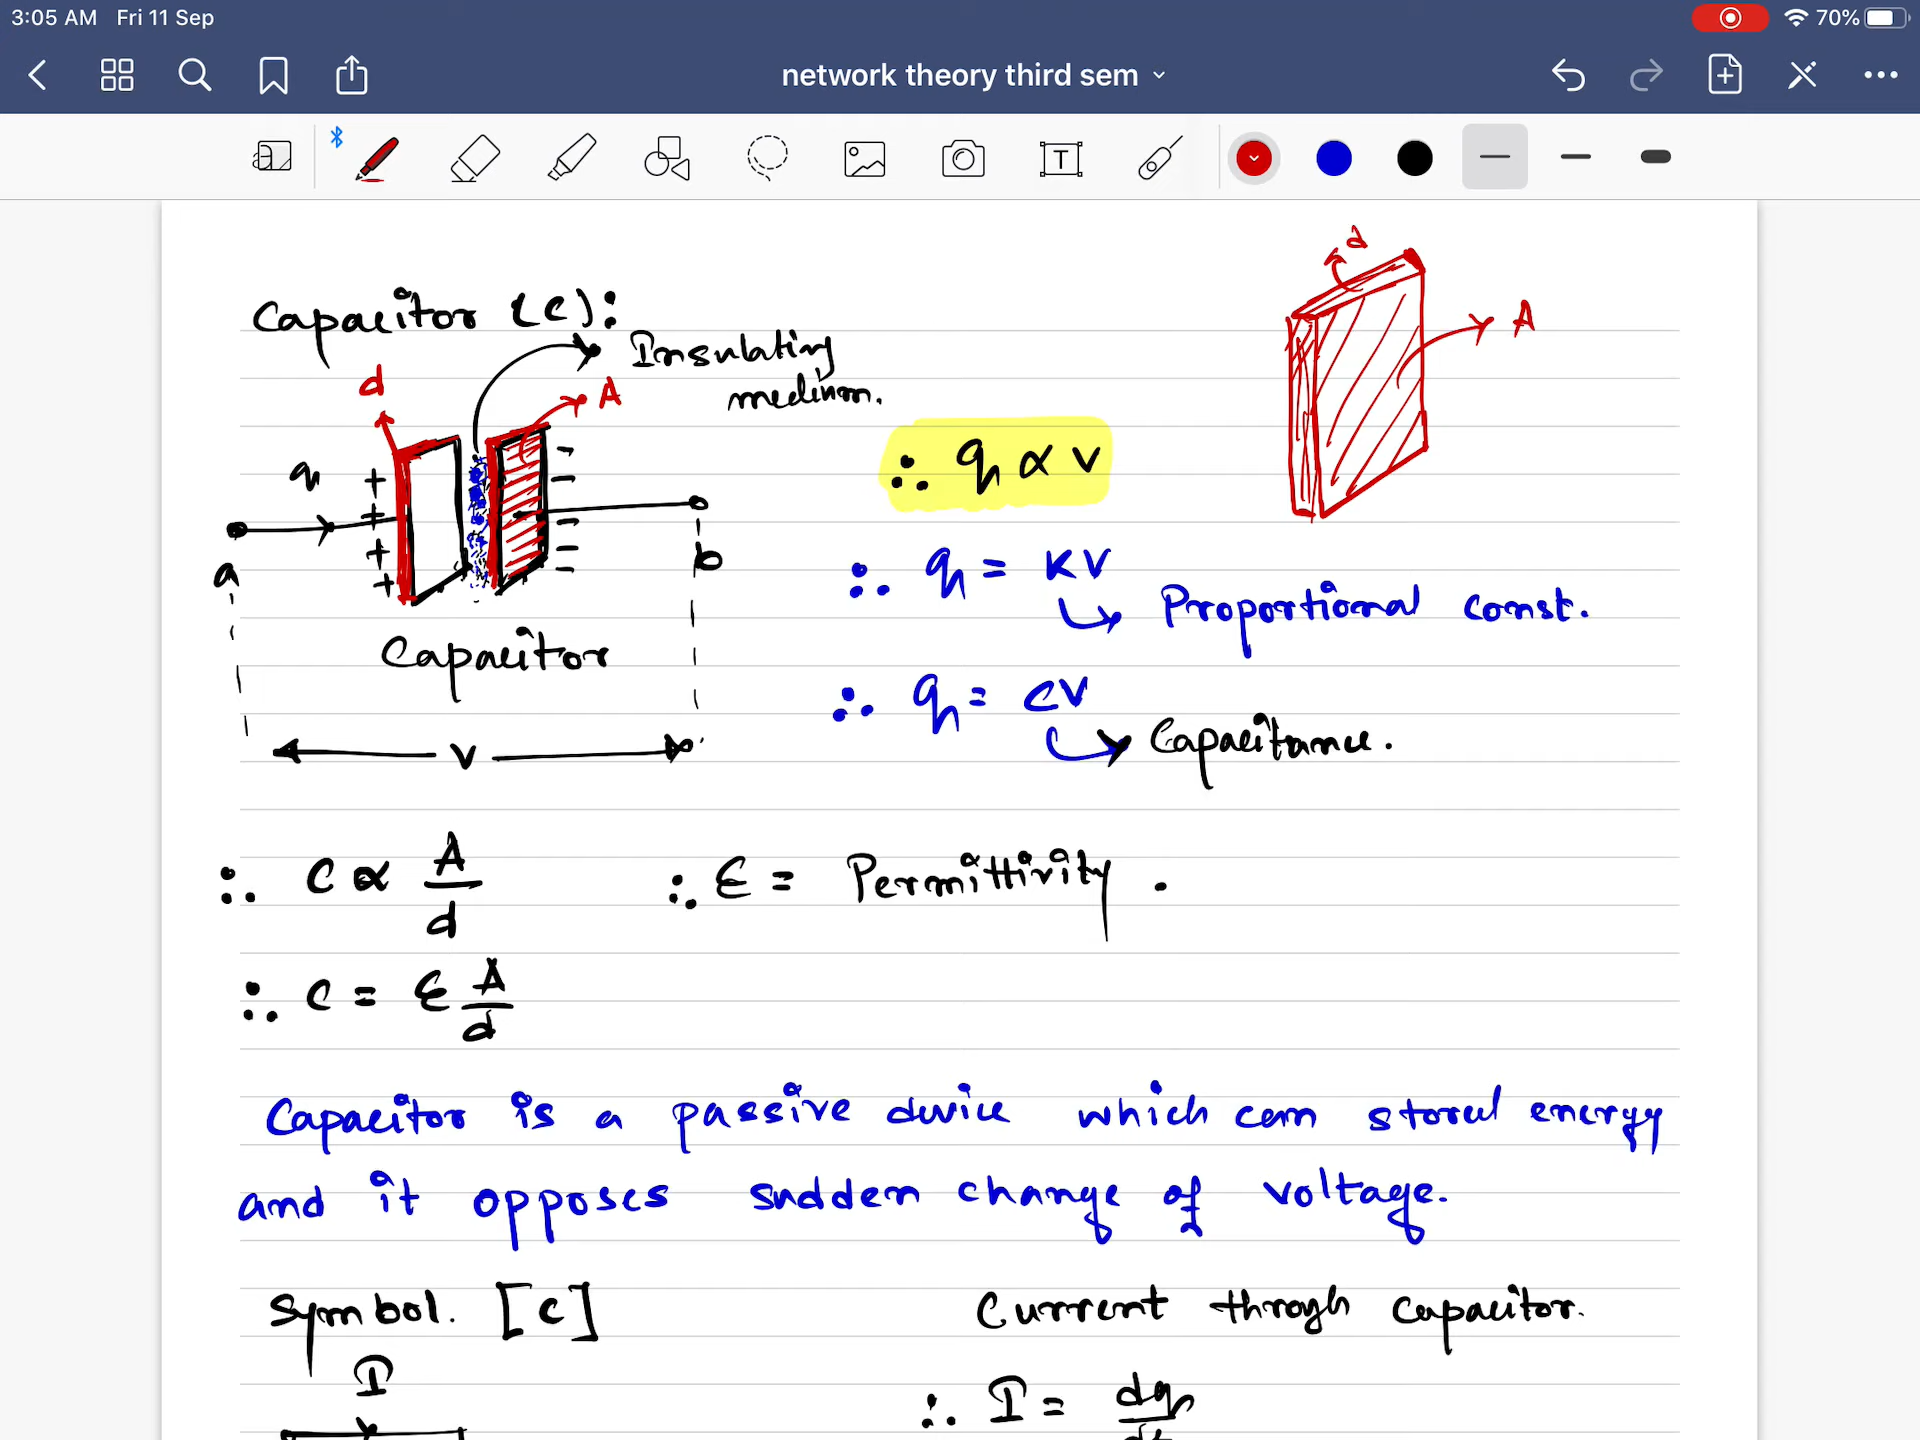 3:05 AM Fri 11 Sep
70%
network theory third sem
T
Capacitor (C):
Insulating
medium.
d
A
d
A
q
+
+
+
+
a
b
Capacitor
V
∴ q ∝ V
∴ q = KV
Proportional const.
∴ q = CV
Capacitance.
∴ C ∝ A/d
∴ ε = Permittivity.
∴ C = ε A/d
Capacitor is a passive device which can stored energy
and it opposes sudden change of voltage.
Symbol. [C]
Current throgh Capacitor.
I
∴ I = dq/dt